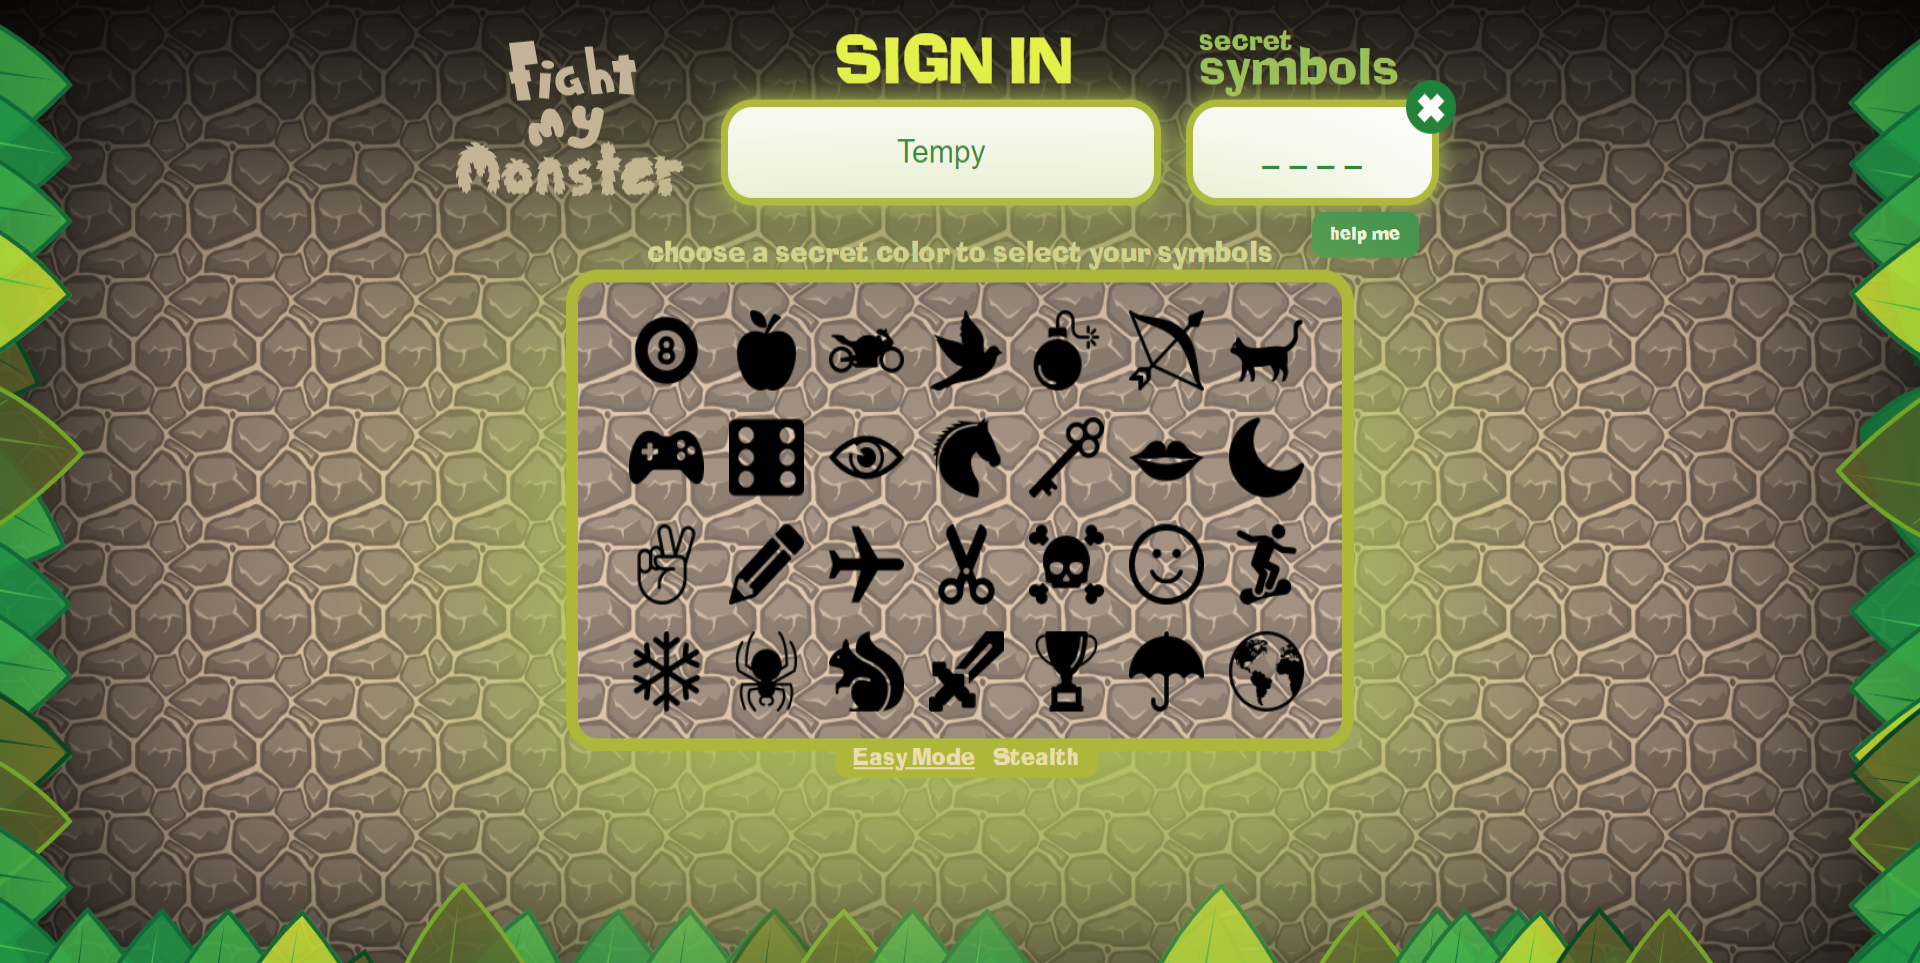 Fight
my
Monster
SIGN IN
secret
symbols
Tempy
_ _ _ _
help me
choose a secret color to select your symbols
8
Easy Mode Stealth